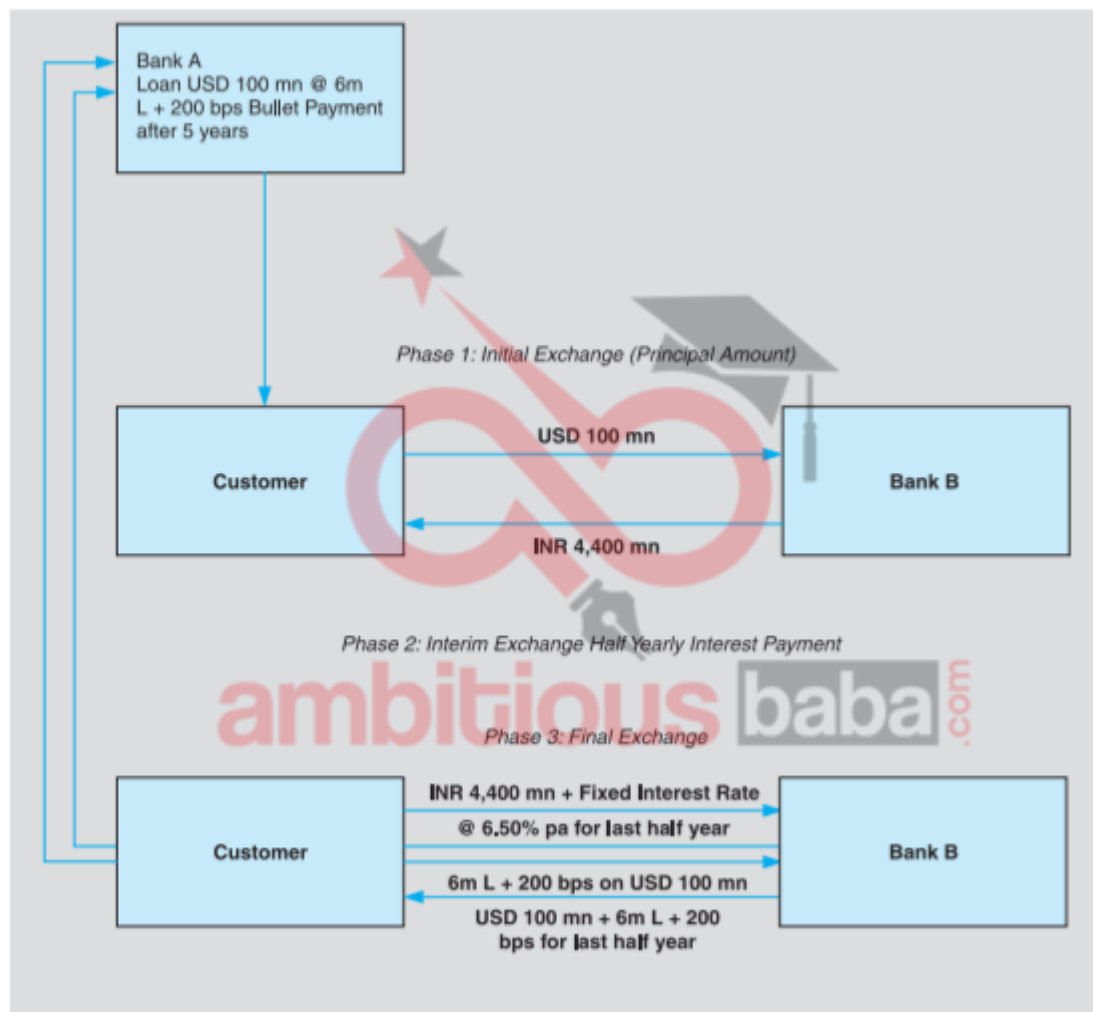 Bank A
Loan USD 100 mn @ 6m
L + 200 bps Bullet Payment
after 5 years
Phase 1: Initial Exchange (Principal Amount)
Customer
USD 100 mn
INR 4,400 mn
Bank B
Phase 2: Interim Exchange Half Yearly Interest Payment
ambitious baba .com
Phase 3: Final Exchange
Customer
INR 4,400 mn + Fixed Interest Rate
@ 6.50% pa for last half year
6m L + 200 bps on USD 100 mn
USD 100 mn + 6m L + 200
bps for last half year
Bank B